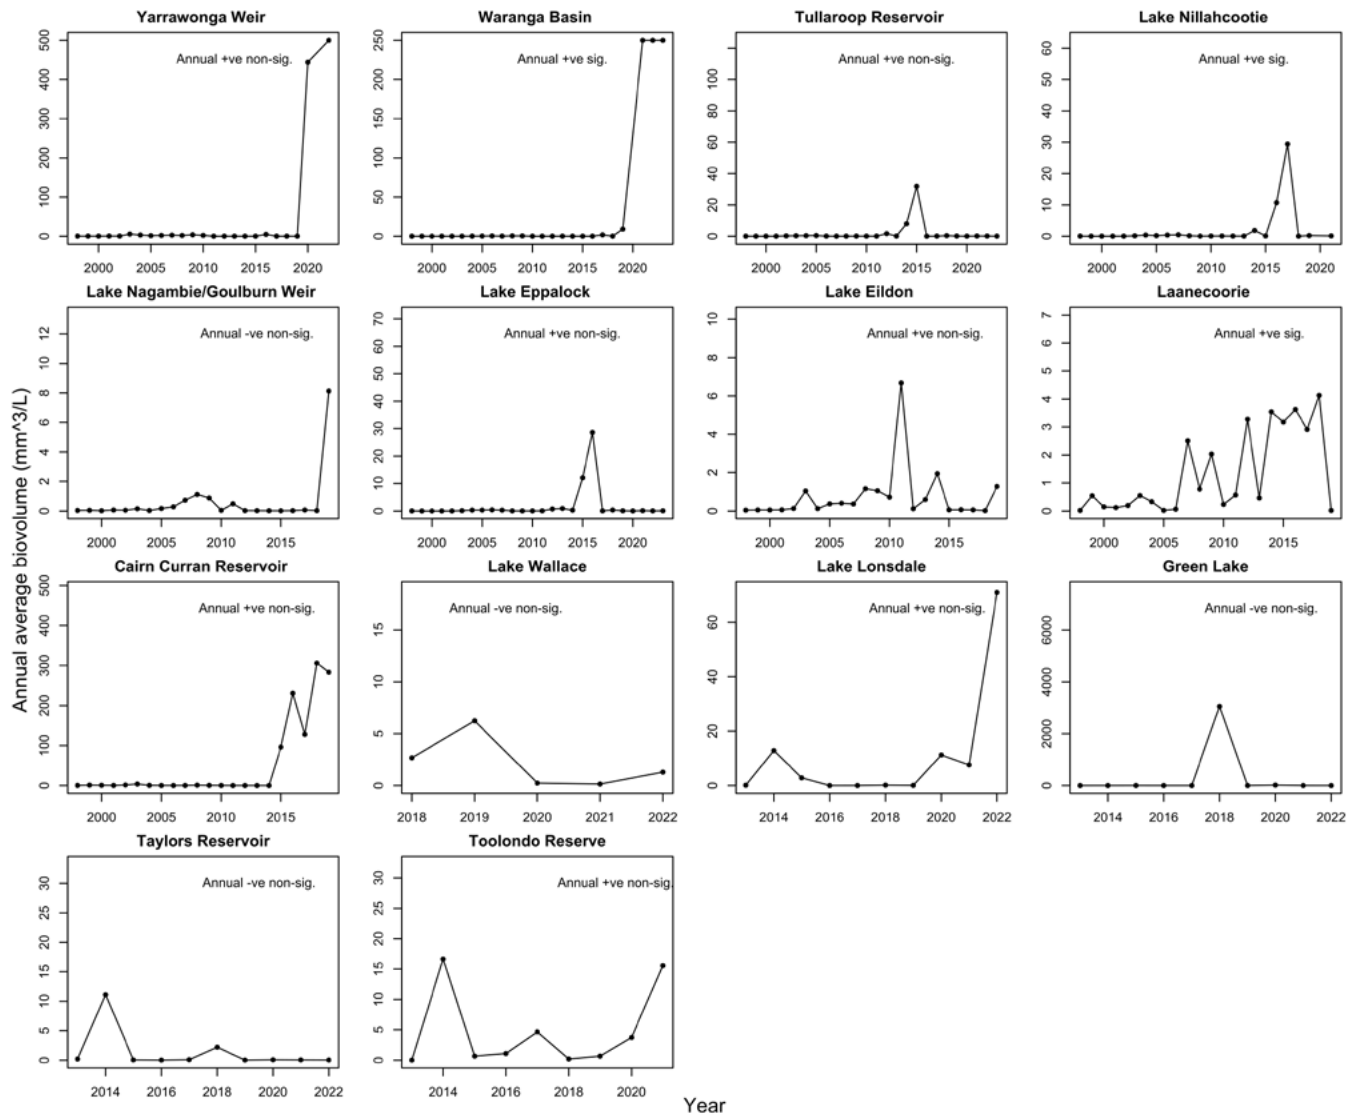 Yarrawonga Weir
Waranga Basin
Tullaroop Reservoir
Lake Nillahcootie
Annual +ve non-sig.
Annual +ve sig.
Annual +ve non-sig.
Annual +ve sig.
0 100 200 300 400 500
0 50 100 150 200 250
0 20 40 60 80 100
0 10 20 30 40 50 60
2000 2005 2010 2015 2020
2000 2005 2010 2015 2020
2000 2005 2010 2015 2020
2000 2005 2010 2015 2020
Lake Nagambie/Goulburn Weir
Lake Eppalock
Lake Eildon
Laanecoorie
Annual -ve non-sig.
Annual +ve non-sig.
Annual +ve non-sig.
Annual +ve sig.
0 2 4 6 8 10 12
0 10 20 30 40 50 60 70
0 2 4 6 8 10
0 1 2 3 4 5 6 7
2000 2005 2010 2015
2000 2005 2010 2015 2020
2000 2005 2010 2015
2000 2005 2010 2015
Annual average biovolume (mm^3/L)
Cairn Curran Reservoir
Lake Wallace
Lake Lonsdale
Green Lake
Annual +ve non-sig.
Annual -ve non-sig.
Annual +ve non-sig.
Annual -ve non-sig.
0 100 200 300 400 500
0 5 10 15
0 20 40 60
0 2000 4000 6000
2000 2005 2010 2015
2018 2019 2020 2021 2022
2014 2016 2018 2020 2022
2014 2016 2018 2020 2022
Taylors Reservoir
Toolondo Reserve
Annual -ve non-sig.
Annual +ve non-sig.
0 5 10 15 20 25 30
0 5 10 15 20 25 30
2014 2016 2018 2020 2022
2014 2016 2018 2020
Year